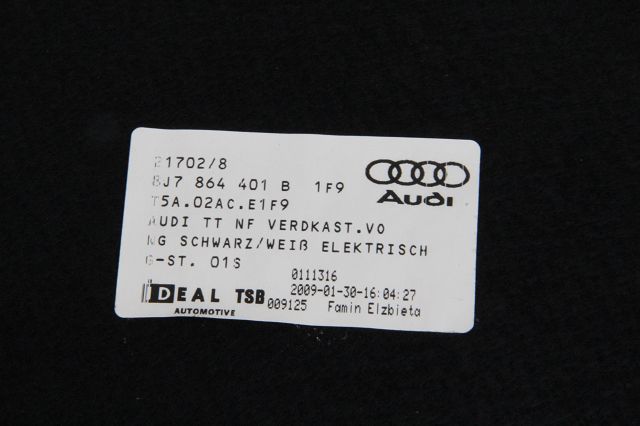 21702/8
8J7 864 401 B 1F9
T5A.02AC.E1F9
AUDI TT NF VERDKAST.VO
NG SCHWARZ/WEIß ELEKTRISCH
G-ST. 01S
Audi
0111316
2009-01-30-16:04:27
009125 Famin Elzbieta
IDEAL TSB
AUTOMOTIVE